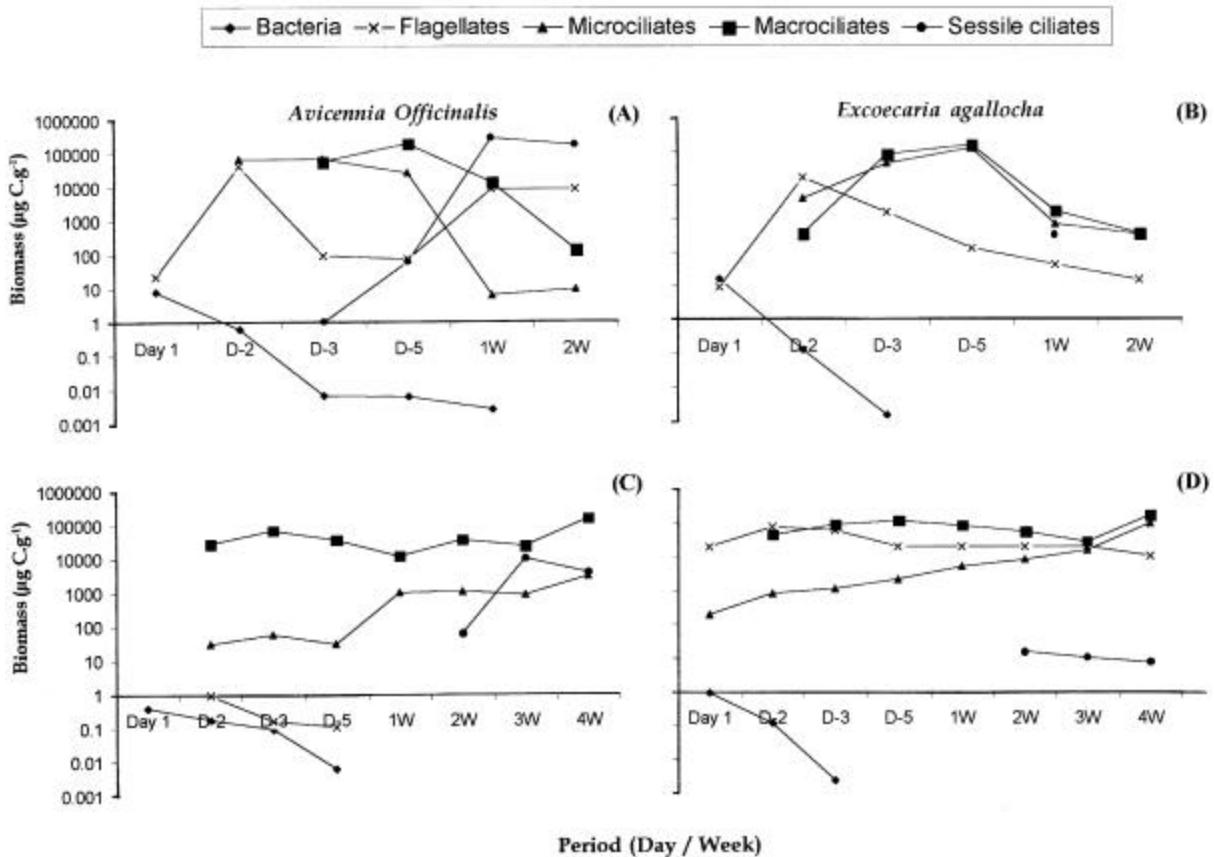 Bacteria Flagellates Microciliates Macrociliates Sessile ciliates
Avicennia Officinalis (A)
Excoecaria agallocha (B)
Biomass (µg C.g-1)
1000000
100000
10000
1000
100
10
1
0.1
0.01
0.001
Day 1 D-2 D-3 D-5 1W 2W
Day 1 D-2 D-3 D-5 1W 2W
(C)
(D)
Biomass (µg C.g-1)
1000000
100000
10000
1000
100
10
1
0.1
0.01
0.001
Day 1 D-2 D-3 D-5 1W 2W 3W 4W
Day 1 D-2 D-3 D-5 1W 2W 3W 4W
Period (Day / Week)